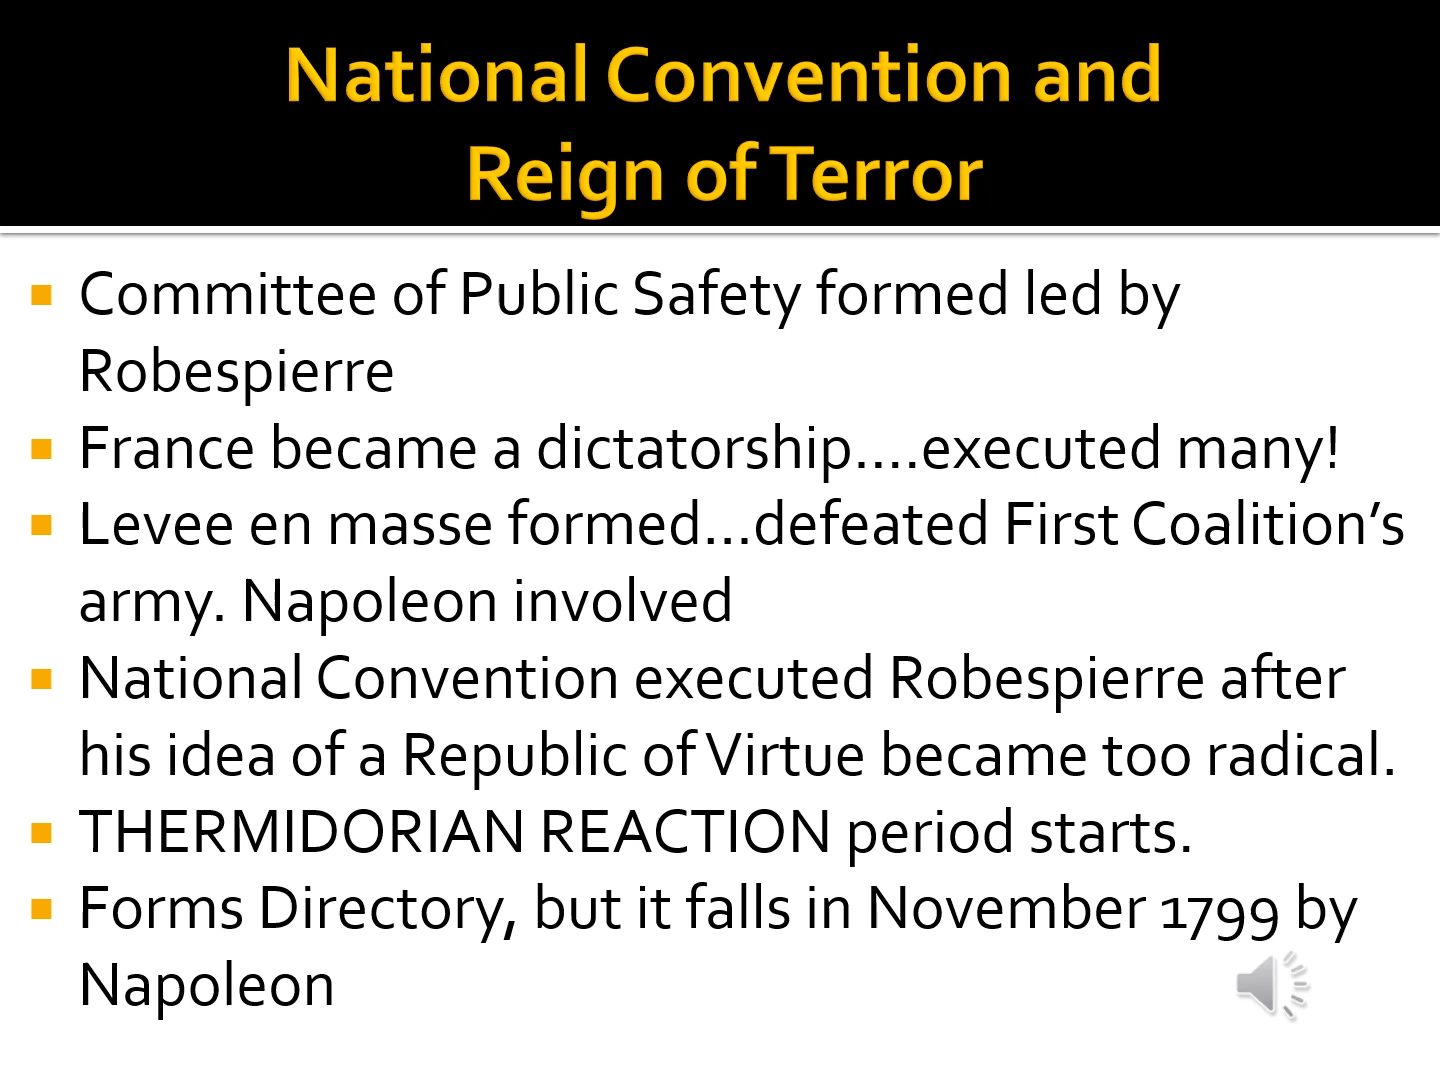 National Convention and
Reign of Terror
Committee of Public Safety formed led by
Robespierre
France became a dictatorship....executed many!
Levee en masse formed...defeated First Coalition’s
army. Napoleon involved
National Convention executed Robespierre after
his idea of a Republic of Virtue became too radical.
THERMIDORIAN REACTION period starts.
Forms Directory, but it falls in November 1799 by
Napoleon